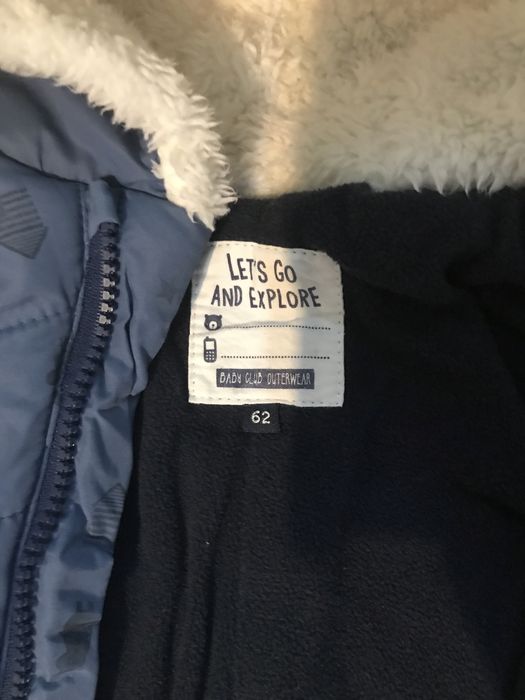 LET'S GO
AND EXPLORE
BABY CLUB OUTERWEAR
62